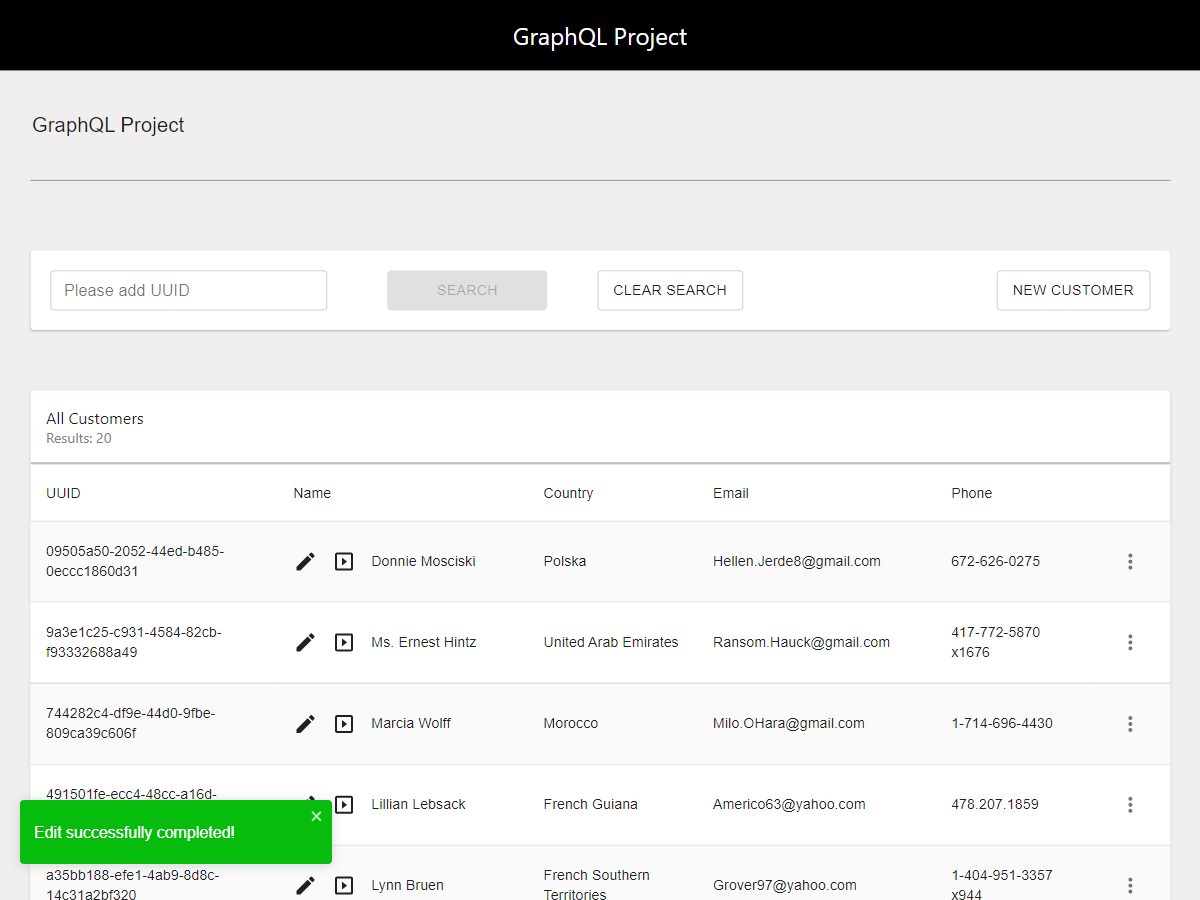 GraphQL Project
GraphQL Project
Please add UUID
SEARCH
CLEAR SEARCH
NEW CUSTOMER
All Customers
Results: 20
UUID Name Country Email Phone
09505a50-2052-44ed-b485-
0eccc1860d31
Donnie Mosciski Polska Hellen.Jerde8@gmail.com 672-626-0275
9a3e1c25-c931-4584-82cb-
f93332688a49
Ms. Ernest Hintz United Arab Emirates Ransom.Hauck@gmail.com
417-772-5870
x1676
744282c4-df9e-44d0-9fbe-
809ca39c606f
Marcia Wolff Morocco Milo.OHara@gmail.com 1-714-696-4430
491501fe-ecc4-48cc-a16d-
Lillian Lebsack French Guiana Americo63@yahoo.com 478.207.1859
Edit successfully completed!
a35bb188-efe1-4ab9-8d8c-
14c31a2bf320
Lynn Bruen
French Southern
Territories
Grover97@yahoo.com
1-404-951-3357
x944